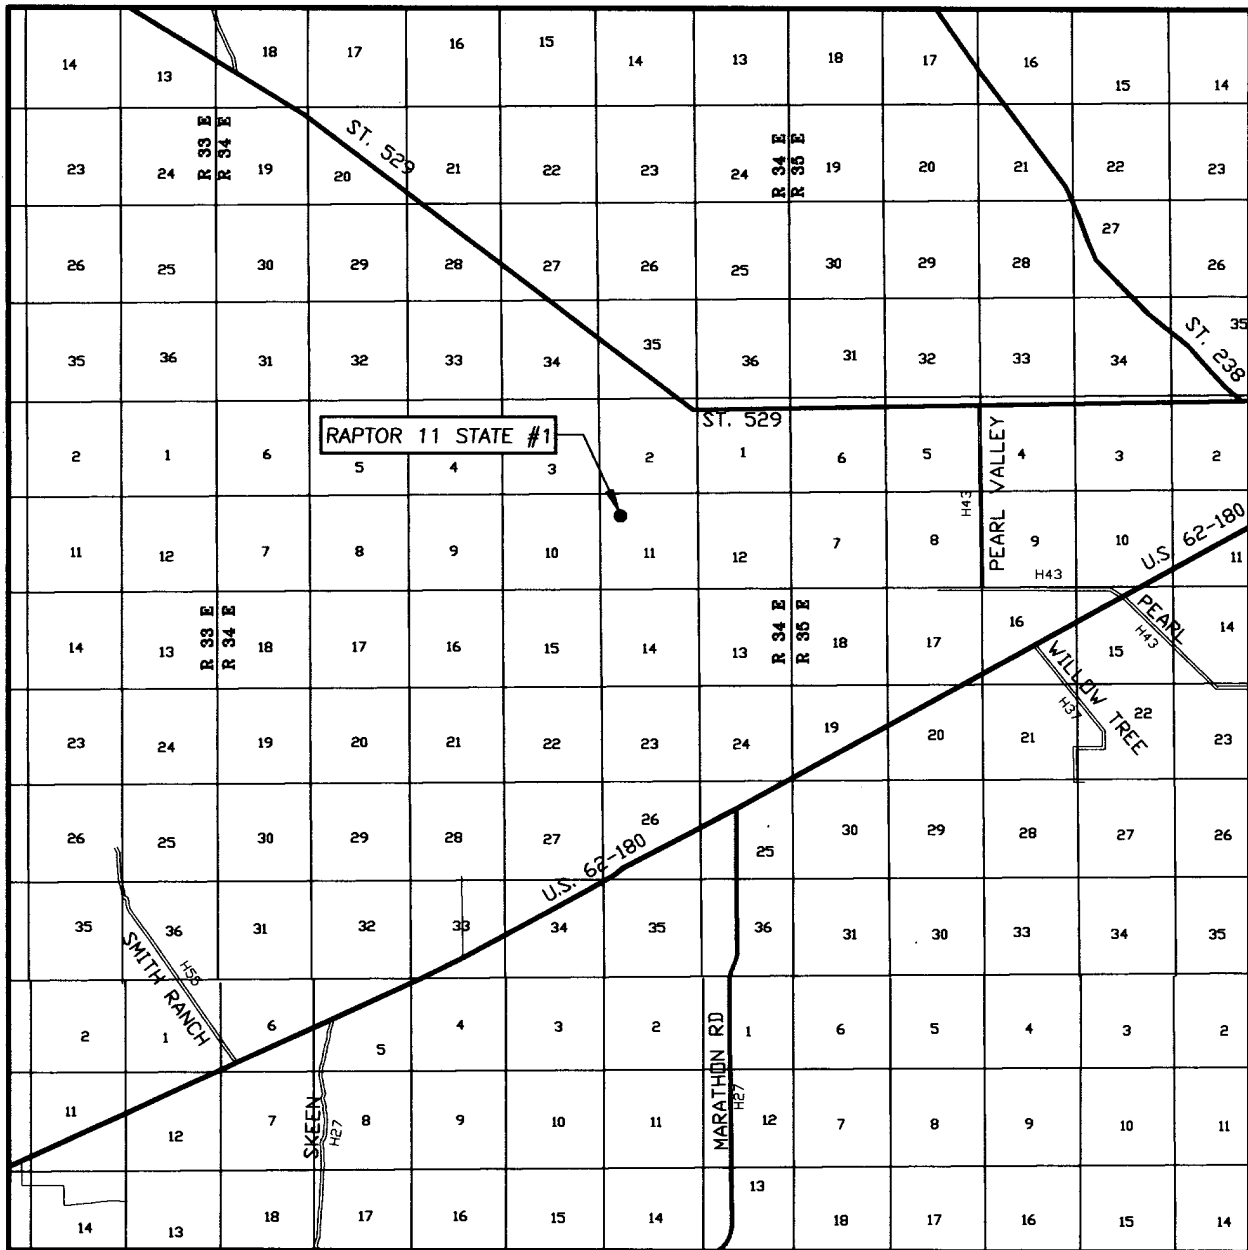 14 13 18 17 16 15 14 13 18 17 16 15 14
R 33 E
R 34 E
ST. 529
R 34 E
R 35 E
23 24 19 20 21 22 23 24 19 20 21 22 23
26 25 30 29 28 27 26 25 30 29 28 27 26
35 36 31 32 33 34 35 36 31 32 33 34 35
ST. 238
RAPTOR 11 STATE #1
ST. 529
2 1 6 5 4 3 2 1 6 5 4 3 2
PEARL VALLEY
H43
11 12 7 8 9 10 11 12 7 8 9 10 11
U.S. 62-180
H43
R 33 E
R 34 E
R 34 E
R 35 E
14 13 18 17 16 15 14 13 18 17 16 15 14
PEARL
H43
WILLOW TREE
H37
23 24 19 20 21 22 23 24 19 20 21 22 23
26 25 30 29 28 27 26 25 30 29 28 27 26
U.S. 62-180
35 36 31 32 33 34 35 36 31 30 33 34 35
SMITH RANCH
H55
2 1 6 5 4 3 2 1 6 5 4 3 2
MARATHON RD
H27
11 12 7 8 9 10 11 12 7 8 9 10 11
SKEEN
H27
14 13 18 17 16 15 14 13 18 17 16 15 14